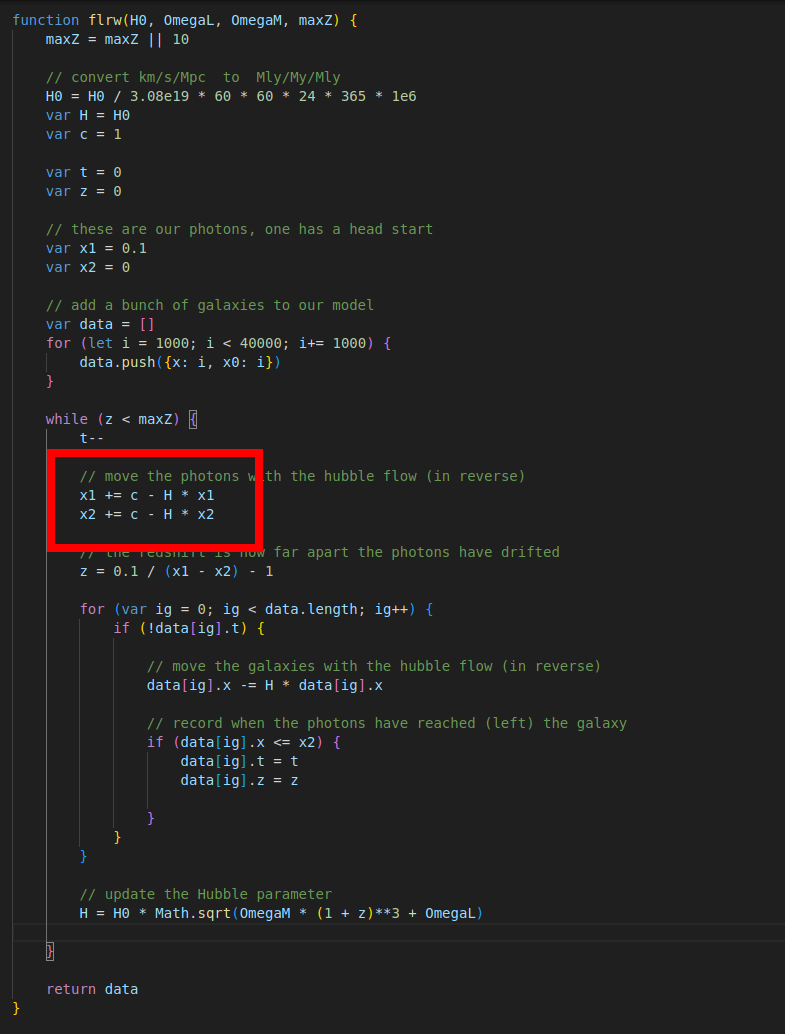 function flrw(H0, OmegaL, OmegaM, maxZ) {
maxZ = maxZ || 10
// convert km/s/Mpc  to  Mly/My/Mly
H0 = H0 / 3.08e19 * 60 * 60 * 24 * 365 * 1e6
var H = H0
var c = 1
var t = 0
var z = 0
// these are our photons, one has a head start
var x1 = 0.1
var x2 = 0
// add a bunch of galaxies to our model
var data = []
for (let i = 1000; i < 40000; i+= 1000) {
data.push({x: i, x0: i})
}
while (z < maxZ) {
t--
// move the photons with the hubble flow (in reverse)
x1 += c - H * x1
x2 += c - H * x2
// the redshift is how far apart the photons have drifted
z = 0.1 / (x1 - x2) - 1
for (var ig = 0; ig < data.length; ig++) {
if (!data[ig].t) {
// move the galaxies with the hubble flow (in reverse)
data[ig].x -= H * data[ig].x
// record when the photons have reached (left) the galaxy
if (data[ig].x <= x2) {
data[ig].t = t
data[ig].z = z
}
}
}
// update the Hubble parameter
H = H0 * Math.sqrt(OmegaM * (1 + z)**3 + OmegaL)
}
return data
}